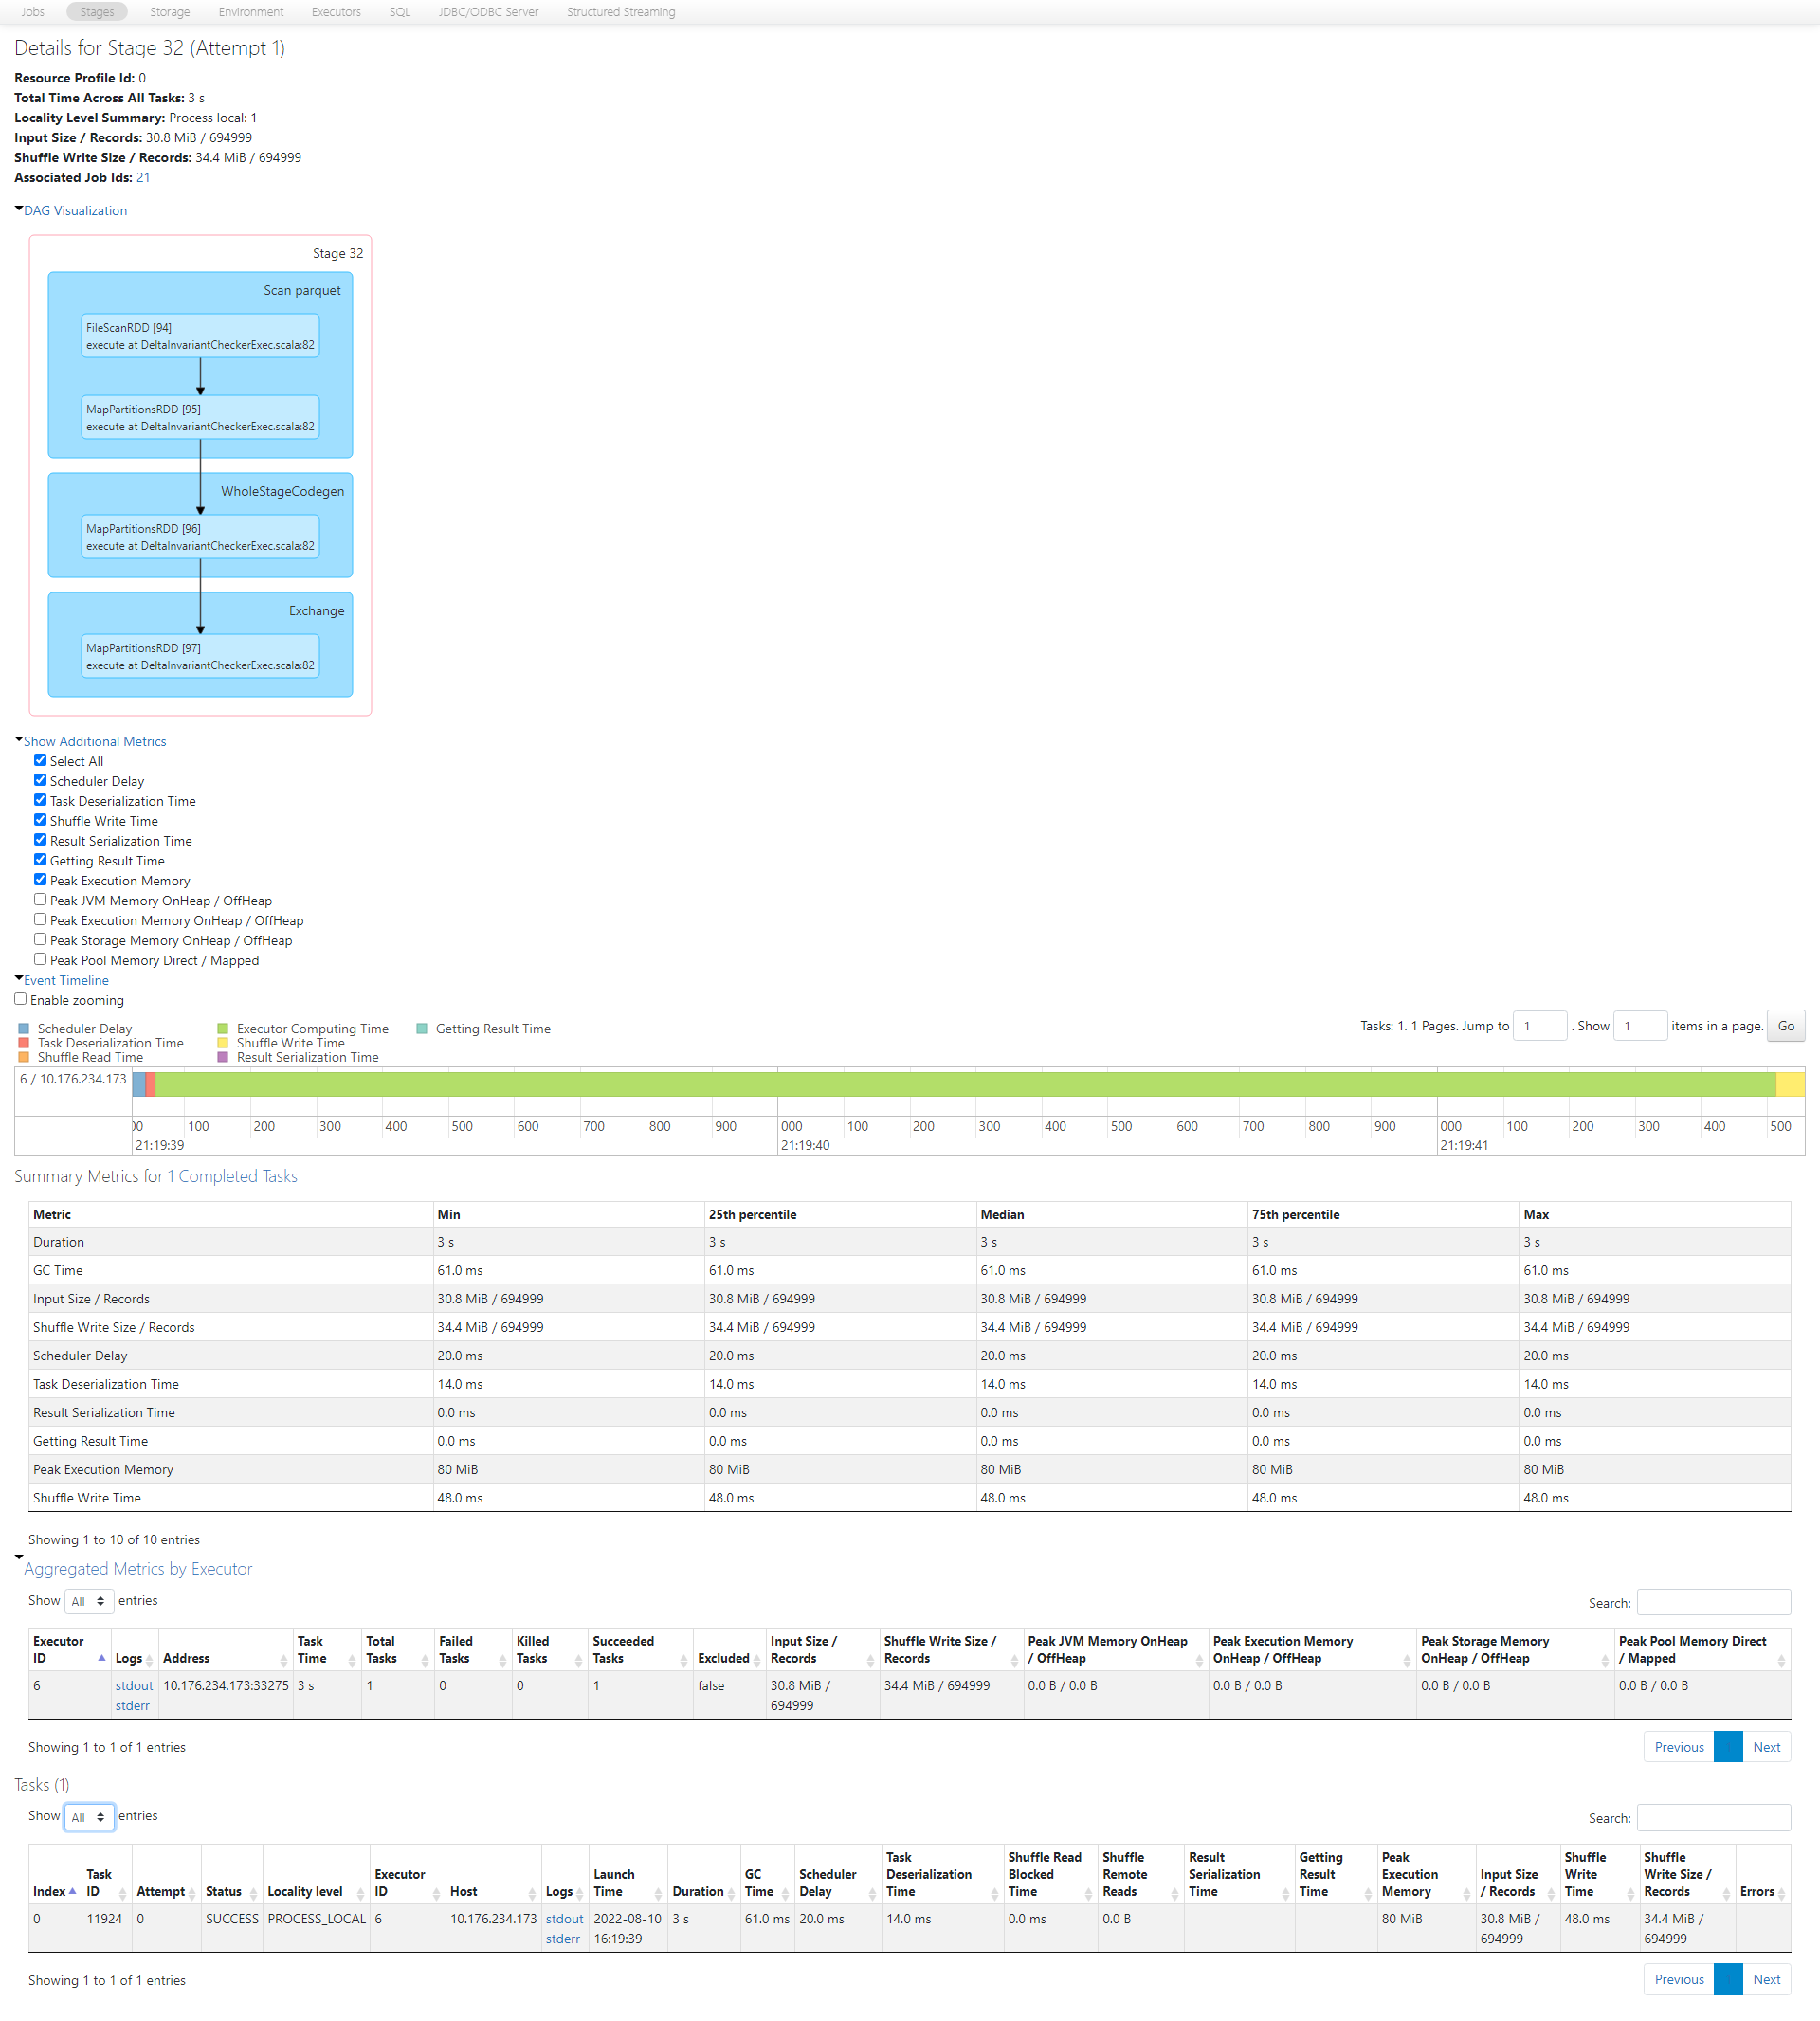 Jobs Stages Storage Environment Executors SQL JDBC/ODBC Server Structured Streaming
Details for Stage 32 (Attempt 1)
Resource Profile Id: 0
Total Time Across All Tasks: 3 s
Locality Level Summary: Process local: 1
Input Size / Records: 30.8 MiB / 694999
Shuffle Write Size / Records: 34.4 MiB / 694999
Associated Job Ids: 21
DAG Visualization
Stage 32
Scan parquet
FileScanRDD [94]
execute at DeltaInvariantCheckerExec.scala:82
MapPartitionsRDD [95]
execute at DeltaInvariantCheckerExec.scala:82
WholeStageCodegen
MapPartitionsRDD [96]
execute at DeltaInvariantCheckerExec.scala:82
Exchange
MapPartitionsRDD [97]
execute at DeltaInvariantCheckerExec.scala:82
Show Additional Metrics
Select All
Scheduler Delay
Task Deserialization Time
Shuffle Write Time
Result Serialization Time
Getting Result Time
Peak Execution Memory
Peak JVM Memory OnHeap / OffHeap
Peak Execution Memory OnHeap / OffHeap
Peak Storage Memory OnHeap / OffHeap
Peak Pool Memory Direct / Mapped
Event Timeline
Enable zooming
Scheduler Delay Executor Computing Time Getting Result Time
Task Deserialization Time Shuffle Write Time
Shuffle Read Time Result Serialization Time
Tasks: 1. 1 Pages. Jump to 1 . Show 1 items in a page. Go
6 / 10.176.234.173
00 100 200 300 400 500 600 700 800 900 000 100 200 300 400 500 600 700 800 900 000 100 200 300 400 500
21:19:39 21:19:40 21:19:41
Summary Metrics for 1 Completed Tasks
Metric Min 25th percentile Median 75th percentile Max
Duration 3 s 3 s 3 s 3 s 3 s
GC Time 61.0 ms 61.0 ms 61.0 ms 61.0 ms 61.0 ms
Input Size / Records 30.8 MiB / 694999 30.8 MiB / 694999 30.8 MiB / 694999 30.8 MiB / 694999 30.8 MiB / 694999
Shuffle Write Size / Records 34.4 MiB / 694999 34.4 MiB / 694999 34.4 MiB / 694999 34.4 MiB / 694999 34.4 MiB / 694999
Scheduler Delay 20.0 ms 20.0 ms 20.0 ms 20.0 ms 20.0 ms
Task Deserialization Time 14.0 ms 14.0 ms 14.0 ms 14.0 ms 14.0 ms
Result Serialization Time 0.0 ms 0.0 ms 0.0 ms 0.0 ms 0.0 ms
Getting Result Time 0.0 ms 0.0 ms 0.0 ms 0.0 ms 0.0 ms
Peak Execution Memory 80 MiB 80 MiB 80 MiB 80 MiB 80 MiB
Shuffle Write Time 48.0 ms 48.0 ms 48.0 ms 48.0 ms 48.0 ms
Showing 1 to 10 of 10 entries
Aggregated Metrics by Executor
Show All entries Search:
Executor ID Logs Address Task Time Total Tasks Failed Tasks Killed Tasks Succeeded Tasks Excluded Input Size / Records Shuffle Write Size / Records Peak JVM Memory OnHeap / OffHeap Peak Execution Memory OnHeap / OffHeap Peak Storage Memory OnHeap / OffHeap Peak Pool Memory Direct / Mapped
6 stdout stderr 10.176.234.173:33275 3 s 1 0 0 1 false 30.8 MiB / 694999 34.4 MiB / 694999 0.0 B / 0.0 B 0.0 B / 0.0 B 0.0 B / 0.0 B 0.0 B / 0.0 B
Showing 1 to 1 of 1 entries Previous Next
Tasks (1)
Show All entries Search:
Index Task ID Attempt Status Locality level Executor ID Host Logs Launch Time Duration GC Time Scheduler Delay Task Deserialization Time Shuffle Read Blocked Time Shuffle Remote Reads Result Serialization Time Getting Result Time Peak Execution Memory Input Size / Records Shuffle Write Time Shuffle Write Size / Records Errors
0 11924 0 SUCCESS PROCESS_LOCAL 6 10.176.234.173 stdout stderr 2022-08-10 16:19:39 3 s 61.0 ms 20.0 ms 14.0 ms 0.0 ms 0.0 B 80 MiB 30.8 MiB / 694999 48.0 ms 34.4 MiB / 694999
Showing 1 to 1 of 1 entries Previous Next